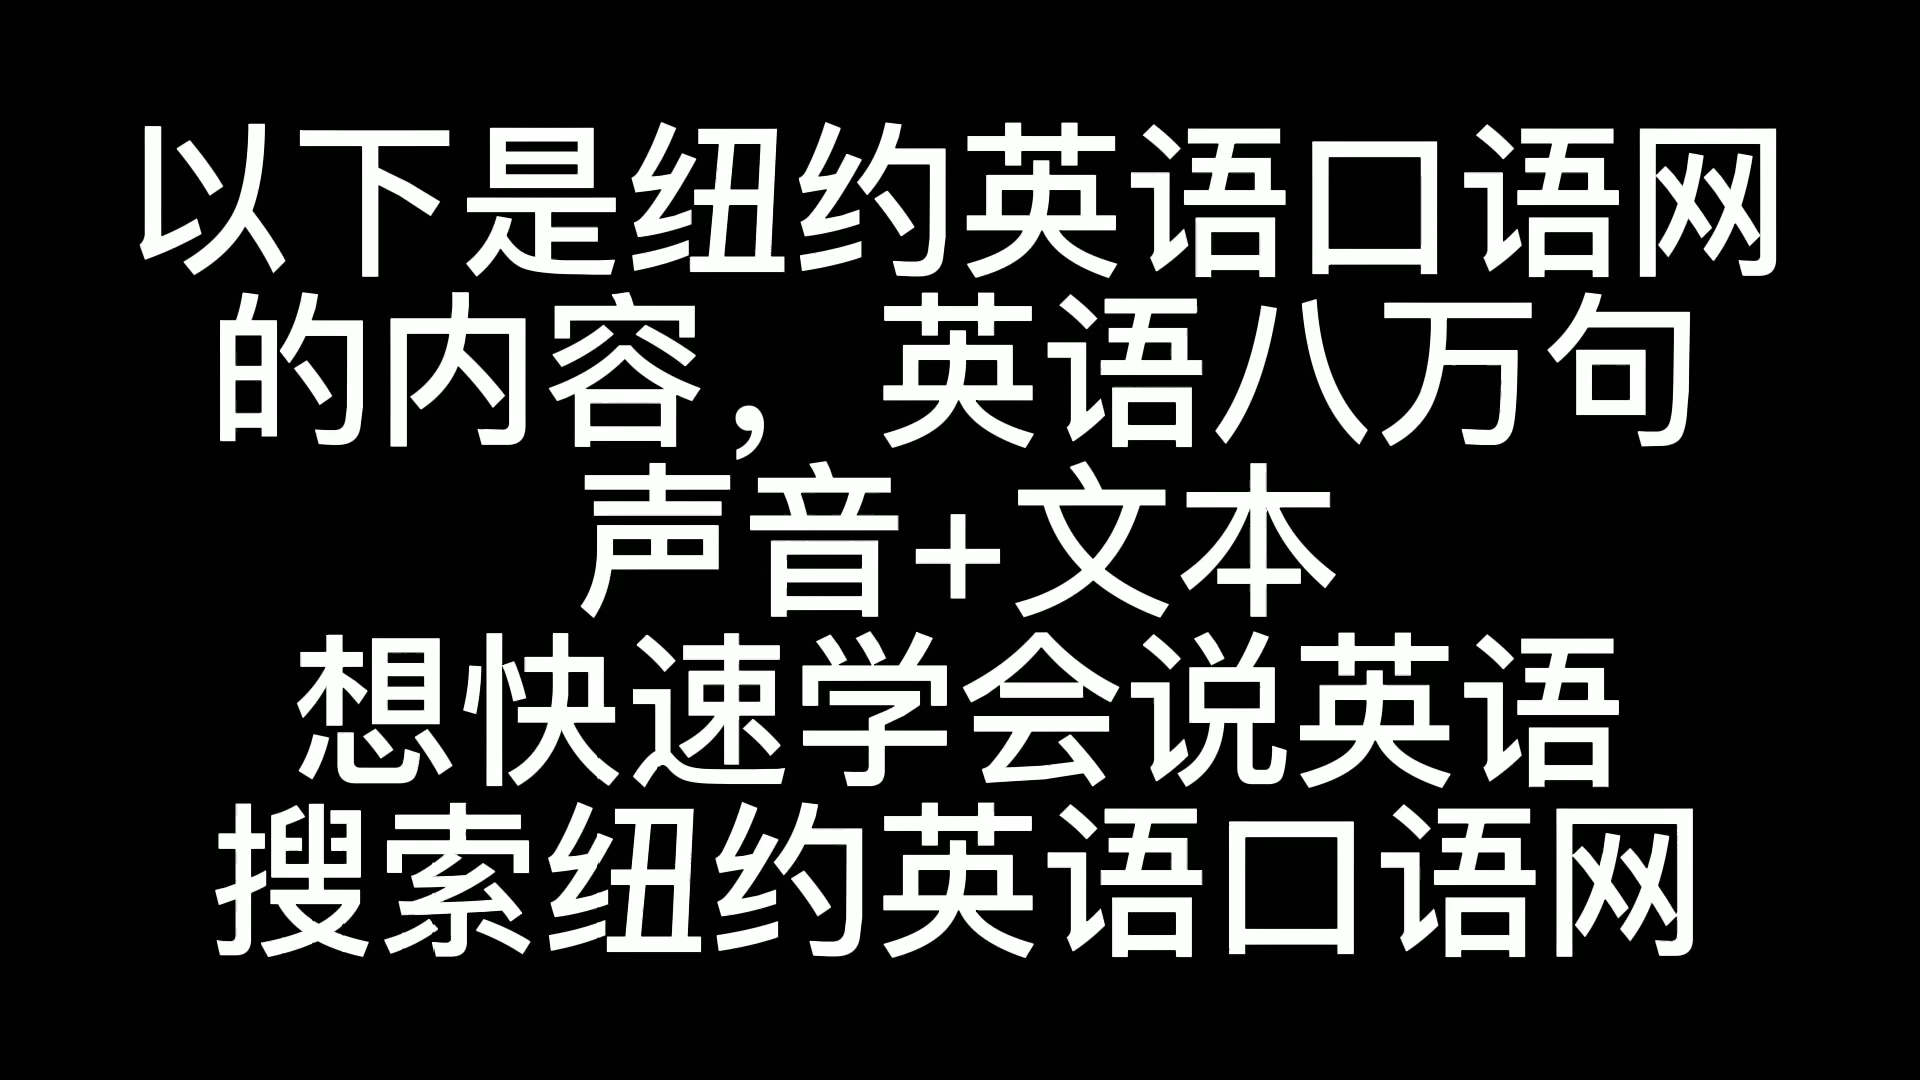 以下是纽约英语口语网
的内容，英语八万句
声音+文本
想快速学会说英语
搜索纽约英语口语网